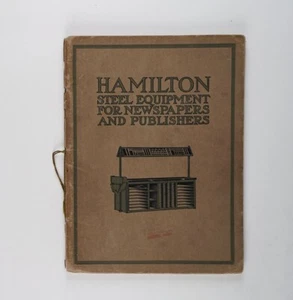 HAMILTON
STEEL EQUIPMENT
FOR NEWSPAPERS
AND PUBLISHERS